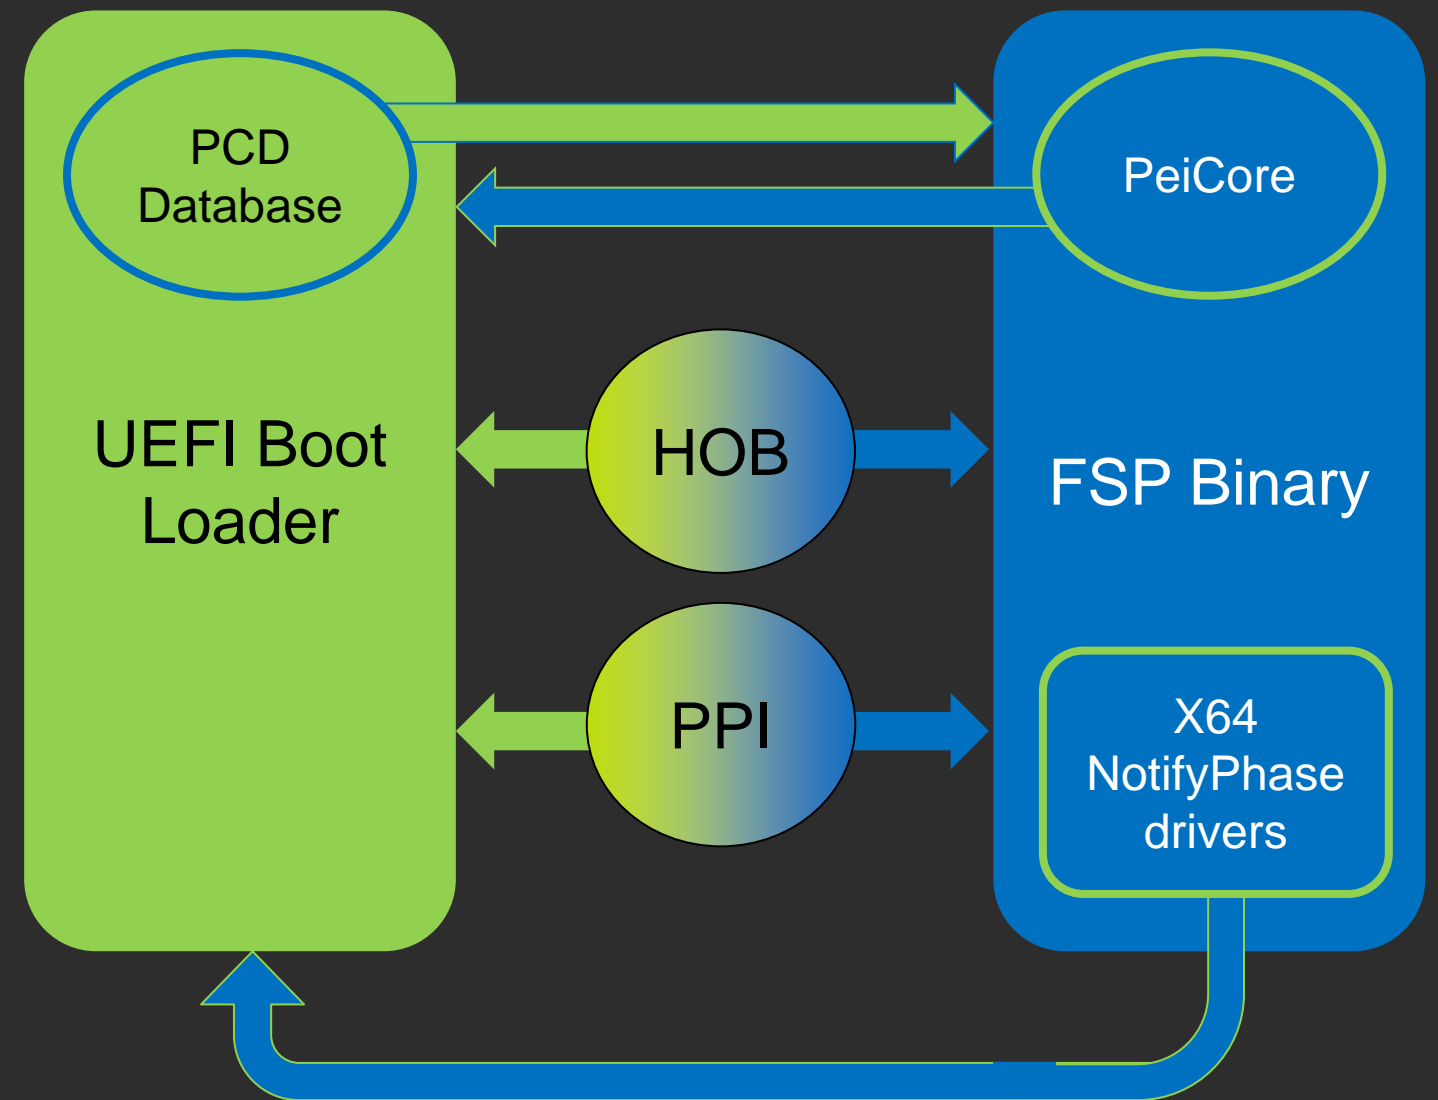 PCD
Database
PeiCore
UEFI Boot
Loader
HOB
FSP Binary
PPI
X64
NotifyPhase
drivers